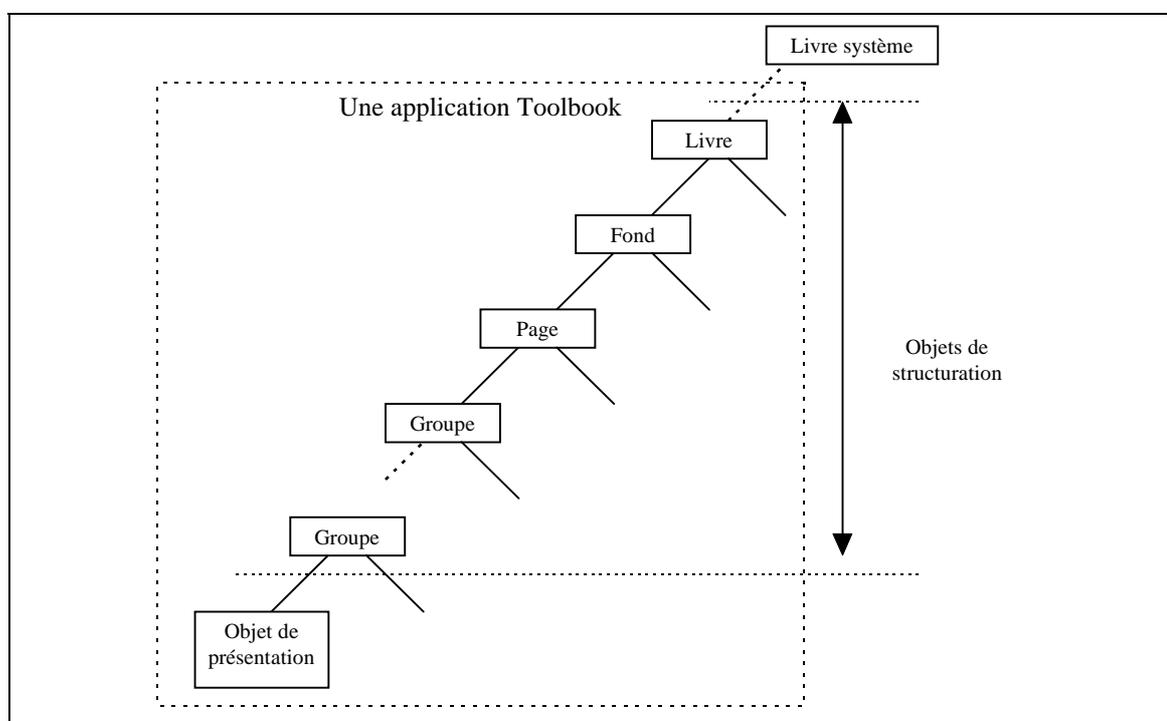 Livre système
Une application Toolbook
Livre
Fond
Page
Objets de
structuration
Groupe
Groupe
Objet de
présentation